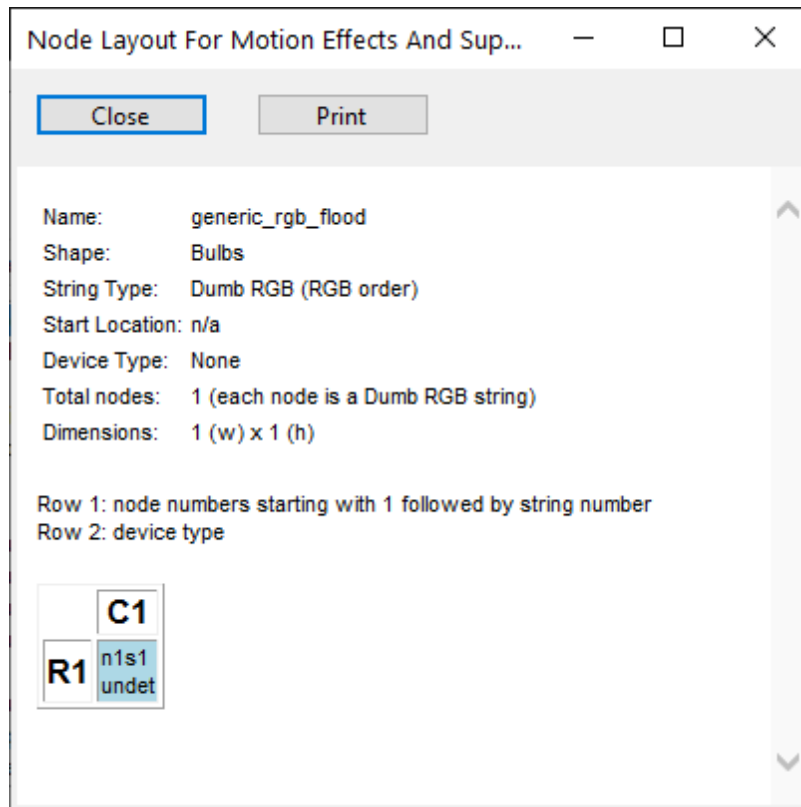 Node Layout For Motion Effects And Sup...
Close Print
Name: generic_rgb_flood
Shape: Bulbs
String Type: Dumb RGB (RGB order)
Start Location: n/a
Device Type: None
Total nodes: 1 (each node is a Dumb RGB string)
Dimensions: 1 (w) x 1 (h)
Row 1: node numbers starting with 1 followed by string number
Row 2: device type
C1
R1 n1s1
undet